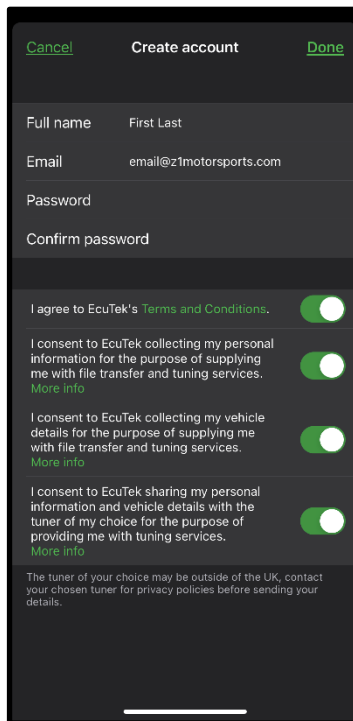 Cancel Create account Done
Full name First Last
Email email@z1motorsports.com
Password
Confirm password
I agree to EcuTek's Terms and Conditions.
I consent to EcuTek collecting my personal
information for the purpose of supplying
me with file transfer and tuning services.
More info
I consent to EcuTek collecting my vehicle
details for the purpose of supplying me
with file transfer and tuning services.
More info
I consent to EcuTek sharing my personal
information and vehicle details with the
tuner of my choice for the purpose of
providing me with tuning services.
More info
The tuner of your choice may be outside of the UK, contact
your chosen tuner for privacy policies before sending your
details.